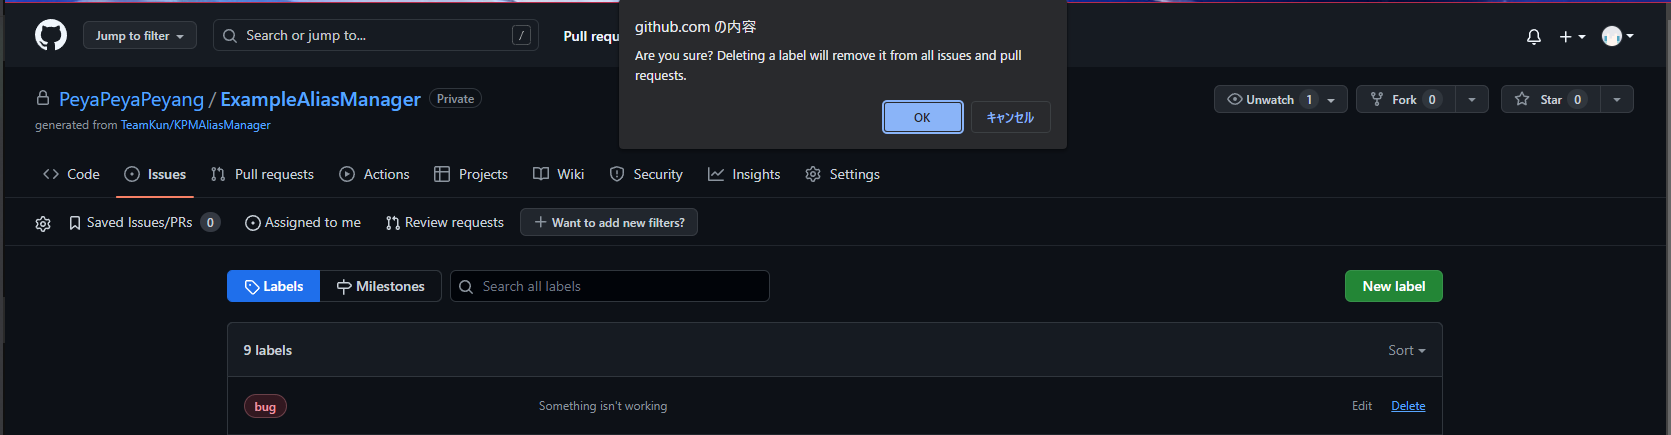 github.com の内容
Are you sure? Deleting a label will remove it from all issues and pull
requests.
OK
キャンセル
Jump to filter
Search or jump to...
/
Pull requ
PeyaPeyaPeyang / ExampleAliasManager
Private
generated from TeamKun/KPMAliasManager
Unwatch 1
Fork 0
Star 0
Code
Issues
Pull requests
Actions
Projects
Wiki
Security
Insights
Settings
Saved Issues/PRs 0
Assigned to me
Review requests
Want to add new filters?
Labels
Milestones
Search all labels
New label
9 labels
Sort
bug
Something isn't working
Edit
Delete